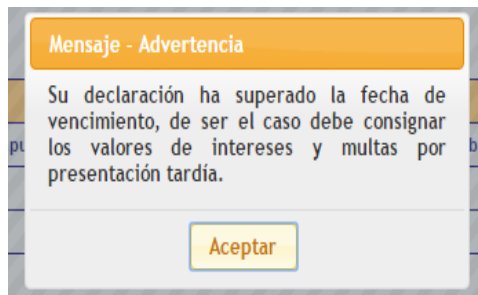 Mensaje - Advertencia
Su declaración ha superado la fecha de
vencimiento, de ser el caso debe consignar
los valores de intereses y multas por
presentación tardía.
Aceptar